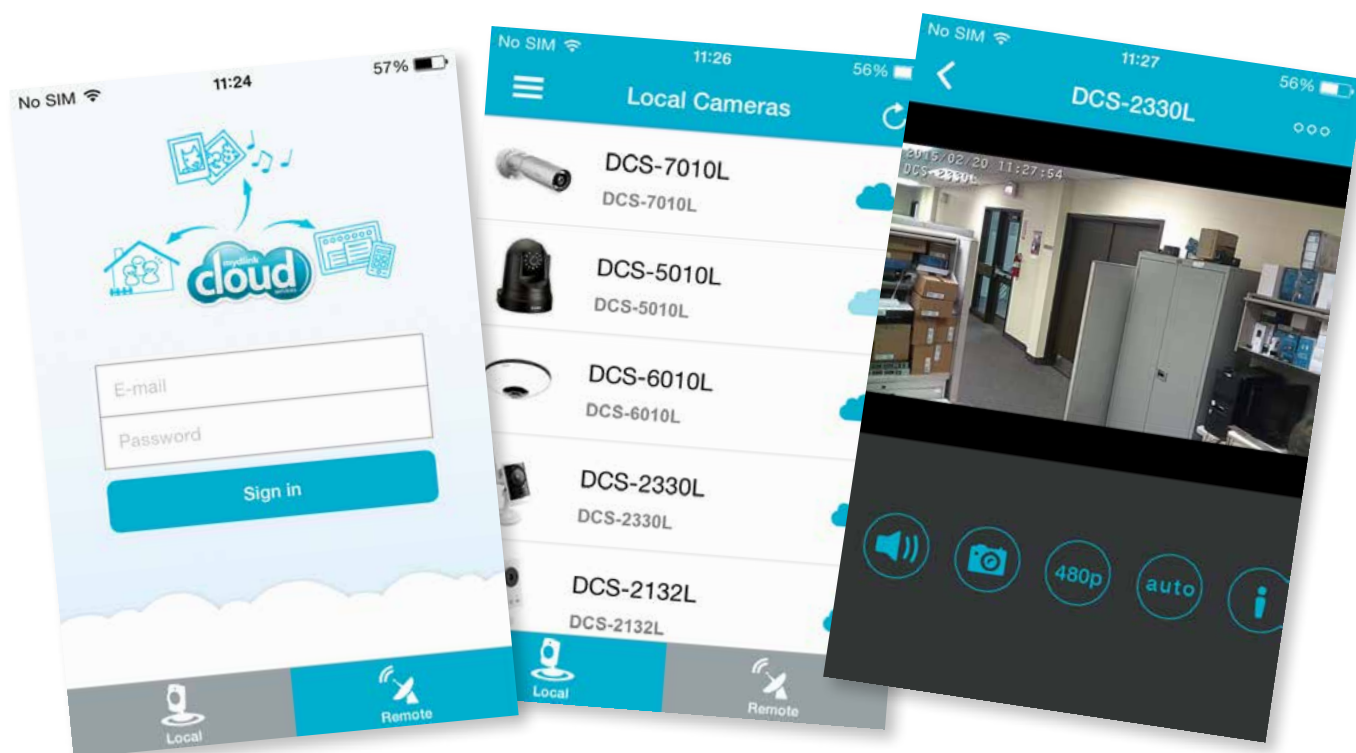 No SIM
11:24
57%
mydlink
cloud
services
E-mail
Password
Sign in
Local
Remote
No SIM
11:26
56%
Local Cameras
DCS-7010L
DCS-7010L
DCS-5010L
DCS-5010L
DCS-6010L
DCS-6010L
DCS-2330L
DCS-2330L
DCS-2132L
DCS-2132L
Local
Remote
No SIM
11:27
56%
DCS-2330L
2015/02/20 11:27:54
DCS-2330L
480p
auto
i